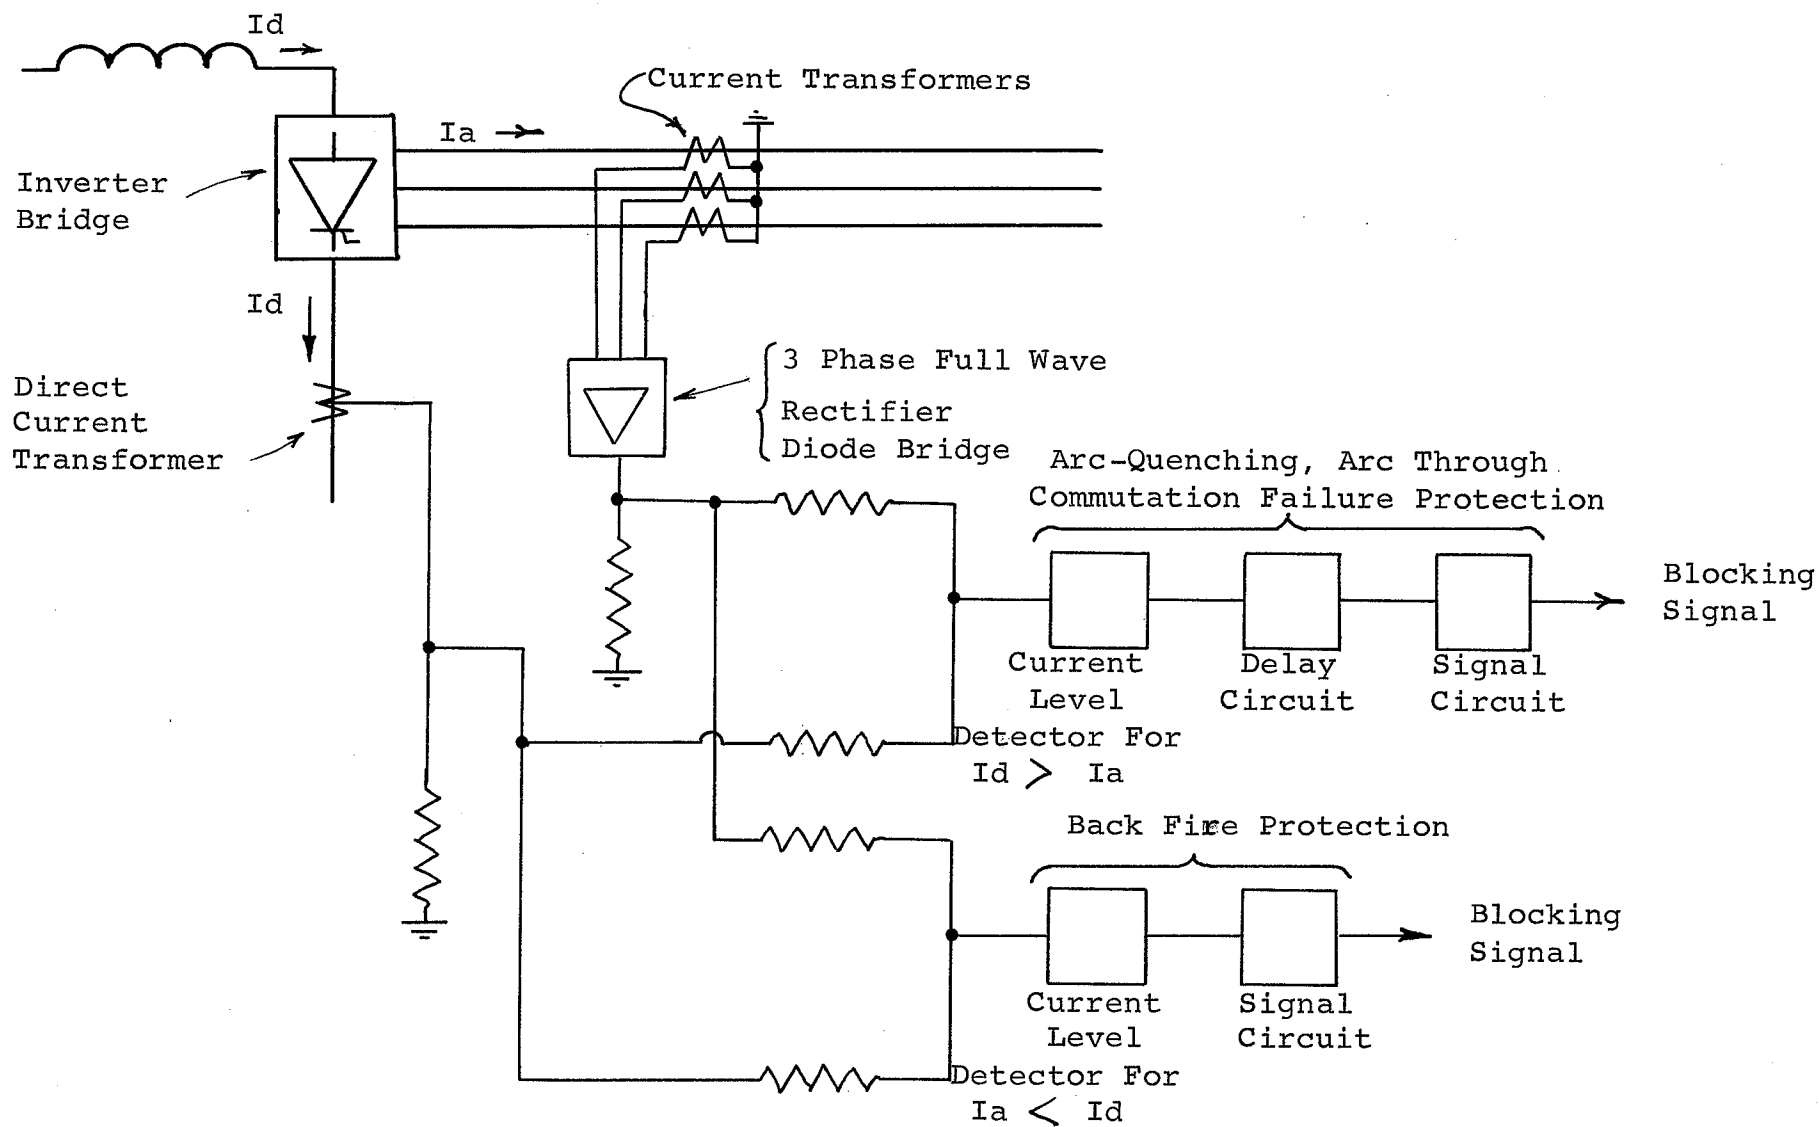 Id
Current Transformers
Ia
Inverter
Bridge
Id
Direct
Current
Transformer
3 Phase Full Wave
Rectifier
Diode Bridge
Arc-Quenching, Arc Through
Commutation Failure Protection
Blocking
Signal
Current
Level
Detector For
Id > Ia
Delay
Circuit
Signal
Circuit
Back Fire Protection
Blocking
Signal
Current
Level
Detector For
Ia < Id
Signal
Circuit